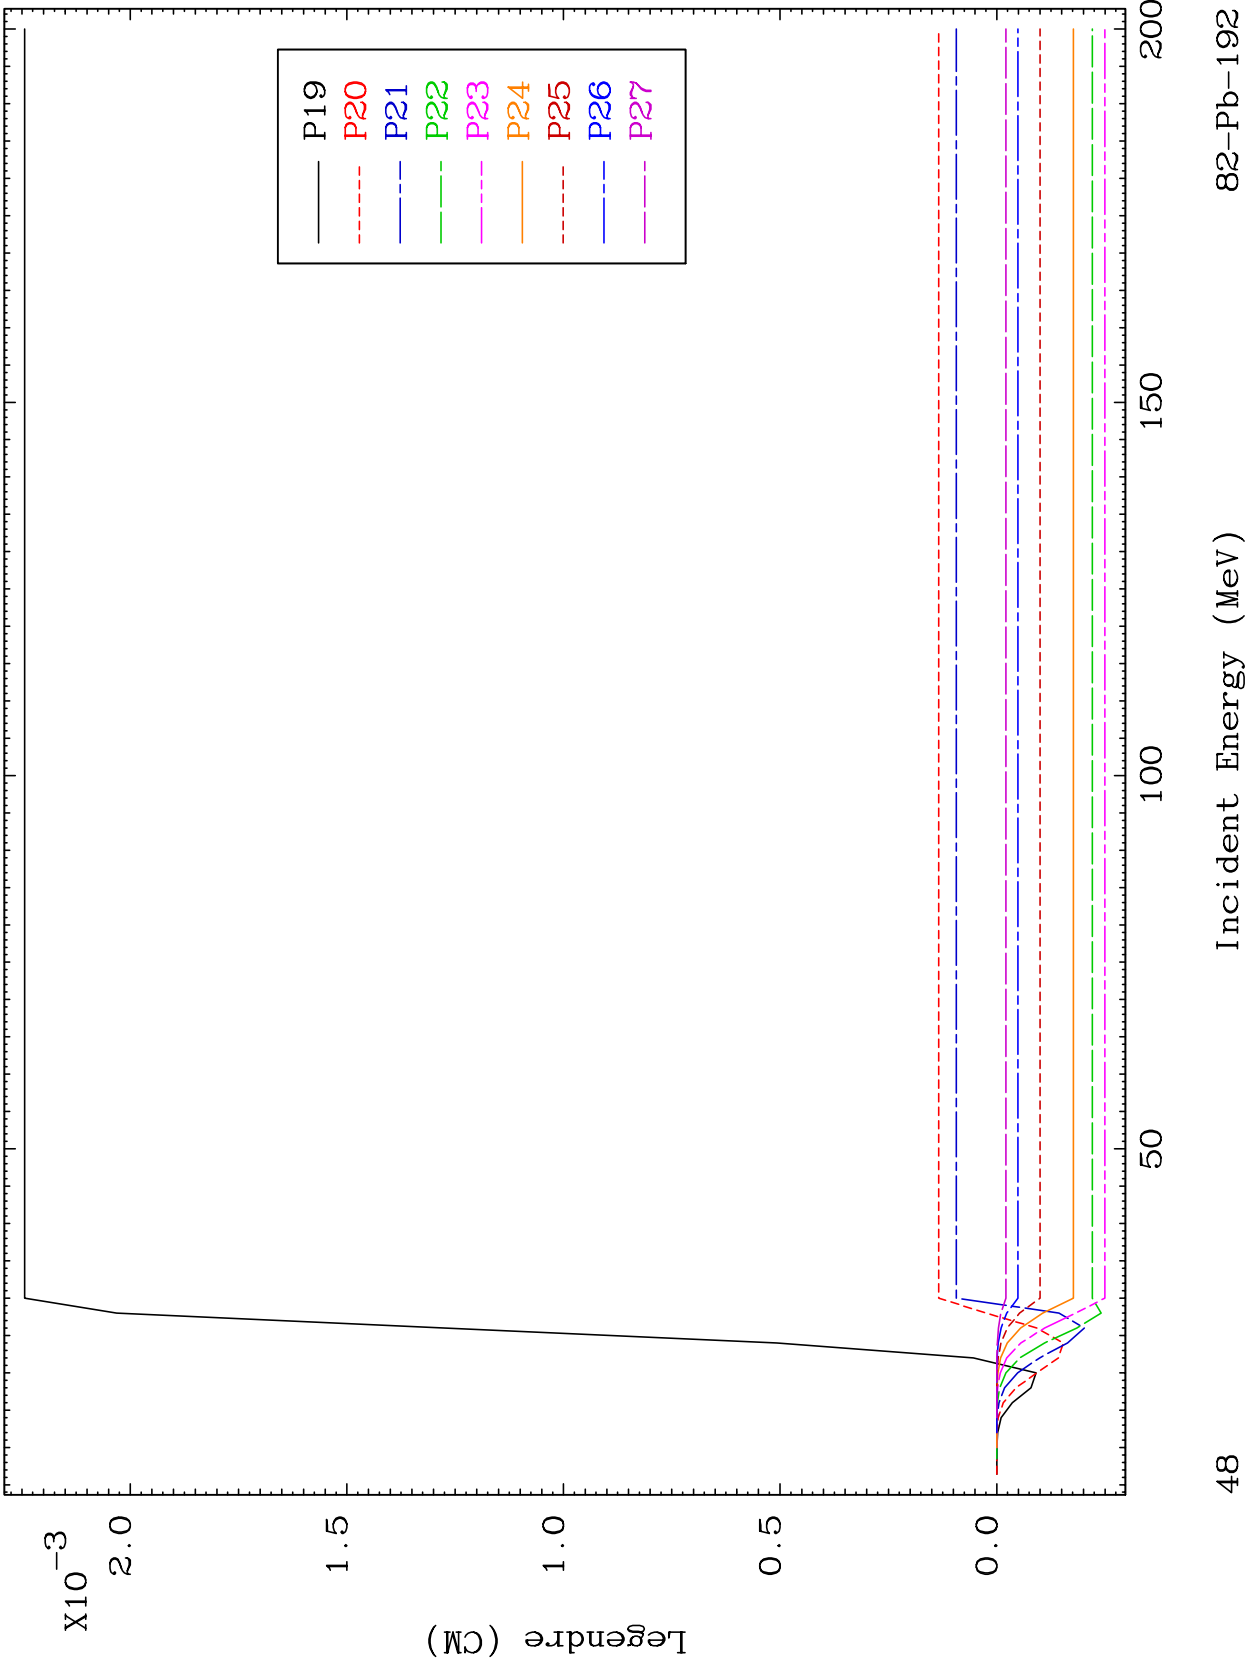 X10-3
2.0
1.5
1.0
0.5
0.0
Legendre (CM)
P19
P20
P21
P22
P23
P24
P25
P26
P27
50
100
150
200
48
Incident Energy (MeV)
82-Pb-192